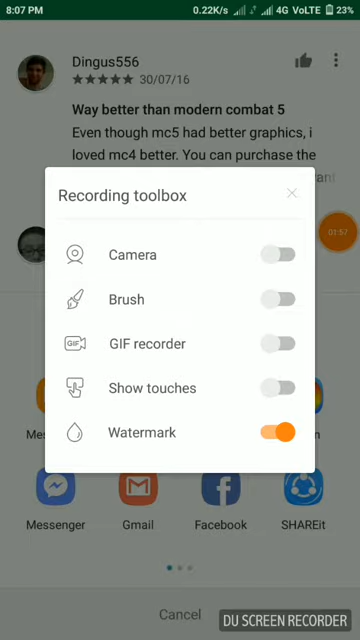 8:07 PM 0.22K/s 4G VoLTE 23%
Dingus556
30/07/16
Way better than modern combat 5
Even though mc5 had better graphics, i
loved mc4 better. You can purchase the
Recording toolbox
01:57
Camera
Brush
GIF GIF recorder
Show touches
Watermark
Mes
Messenger Gmail Facebook SHAREit
Cancel
DU SCREEN RECORDER